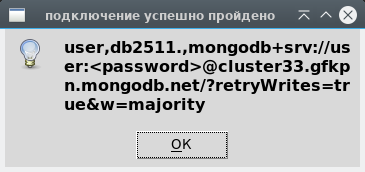 подключение успешно пройдено
user,db2511.,mongodb+srv://us
er:<password>@cluster33.gfkp
n.mongodb.net/?retryWrites=tr
ue&w=majority
OK